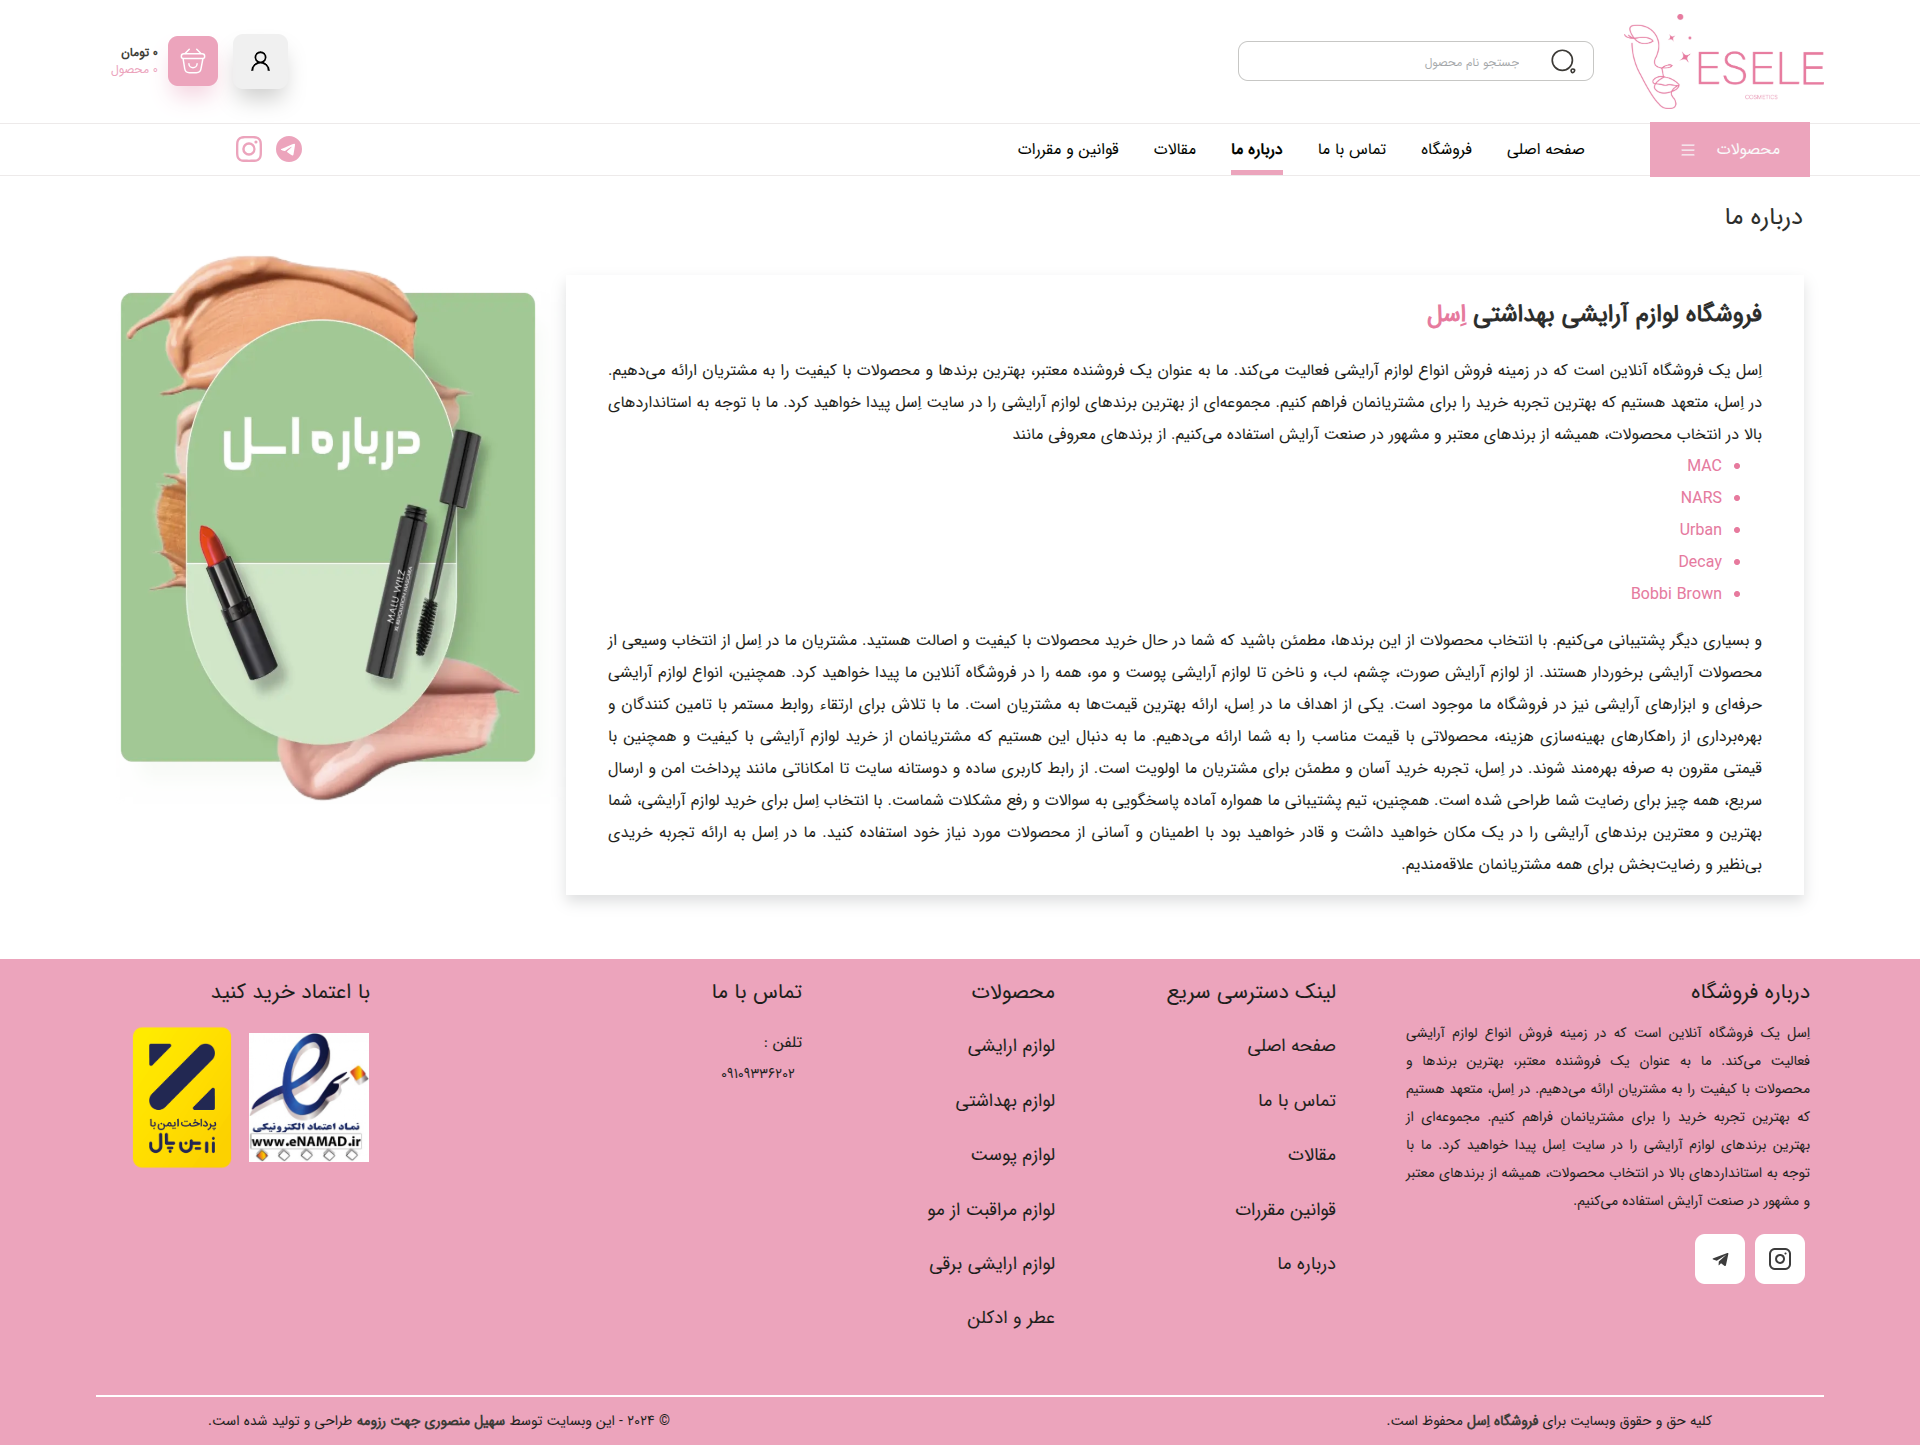 ESELE
COSMETICS
جستجو نام محصول
۰ تومان
۰ محصول
محصولات
صفحه اصلی
فروشگاه
تماس با ما
درباره ما
مقالات
قوانین و مقررات
درباره ما
فروشگاه لوازم آرایشی بهداشتی اِسل
اِسل یک فروشگاه آنلاین است که در زمینه فروش انواع لوازم آرایشی فعالیت می‌کند. ما به عنوان یک فروشنده معتبر، بهترین برندها و محصولات با کیفیت را به مشتریان ارائه می‌دهیم.
در اِسل، متعهد هستیم که بهترین تجربه خرید را برای مشتریانمان فراهم کنیم. مجموعه‌ای از بهترین برندهای لوازم آرایشی را در سایت اِسل پیدا خواهید کرد. ما با توجه به استانداردهای
بالا در انتخاب محصولات، همیشه از برندهای معتبر و مشهور در صنعت آرایش استفاده می‌کنیم. از برندهای معروفی مانند
MAC
NARS
Urban
Decay
Bobbi Brown
و بسیاری دیگر پشتیبانی می‌کنیم. با انتخاب محصولات از این برندها، مطمئن باشید که شما در حال خرید محصولات با کیفیت و اصالت هستید. مشتریان ما در اِسل از انتخاب وسیعی از
محصولات آرایشی برخوردار هستند. از لوازم آرایش صورت، چشم، لب، و ناخن تا لوازم آرایشی پوست و مو، همه را در فروشگاه آنلاین ما پیدا خواهید کرد. همچنین، انواع لوازم آرایشی
حرفه‌ای و ابزارهای آرایشی نیز در فروشگاه ما موجود است. یکی از اهداف ما در اِسل، ارائه بهترین قیمت‌ها به مشتریان است. ما با تلاش برای ارتقاء روابط مستمر با تامین کنندگان و
بهره‌برداری از راهکارهای بهینه‌سازی هزینه، محصولاتی با قیمت مناسب را به شما ارائه می‌دهیم. ما به دنبال این هستیم که مشتریانمان از خرید لوازم آرایشی با کیفیت و همچنین با
قیمتی مقرون به صرفه بهره‌مند شوند. در اِسل، تجربه خرید آسان و مطمئن برای مشتریان ما اولویت است. از رابط کاربری ساده و دوستانه سایت تا امکاناتی مانند پرداخت امن و ارسال
سریع، همه چیز برای رضایت شما طراحی شده است. همچنین، تیم پشتیبانی ما همواره آماده پاسخگویی به سوالات و رفع مشکلات شماست. با انتخاب اِسل برای خرید لوازم آرایشی، شما
بهترین و معترین برندهای آرایشی را در یک مکان خواهید داشت و قادر خواهید بود با اطمینان و آسانی از محصولات مورد نیاز خود استفاده کنید. ما در اِسل به ارائه تجربه خریدی
بی‌نظیر و رضایت‌بخش برای همه مشتریانمان علاقه‌مندیم.
درباره اسل
MALU WILZ
درباره فروشگاه
اِسل یک فروشگاه آنلاین است که در زمینه فروش انواع لوازم آرایشی
فعالیت می‌کند. ما به عنوان یک فروشنده معتبر، بهترین برندها و
محصولات با کیفیت را به مشتریان ارائه می‌دهیم. در اِسل، متعهد هستیم
که بهترین تجربه خرید را برای مشتریانمان فراهم کنیم. مجموعه‌ای از
بهترین برندهای لوازم آرایشی را در سایت اِسل پیدا خواهید کرد. ما با
توجه به استانداردهای بالا در انتخاب محصولات، همیشه از برندهای معتبر
و مشهور در صنعت آرایش استفاده می‌کنیم.
لینک دسترسی سریع
صفحه اصلی
تماس با ما
مقالات
قوانین مقررات
درباره ما
محصولات
لوازم ارایشی
لوازم بهداشتی
لوازم پوست
لوازم مراقبت از مو
لوازم ارایشی برقی
عطر و ادکلن
تماس با ما
تلفن :
۰۹۱۰۹۳۳۶۲۰۲
با اعتماد خرید کنید
نماد اعتماد الکترونیکی
www.eNAMAD.ir
پرداخت ایمن با
زرین پال
کلیه حق و حقوق وبسایت برای فروشگاه اِسل محفوظ است.
© ۲۰۲۴ - این وبسایت توسط سهیل منصوری جهت رزومه طراحی و تولید شده است.